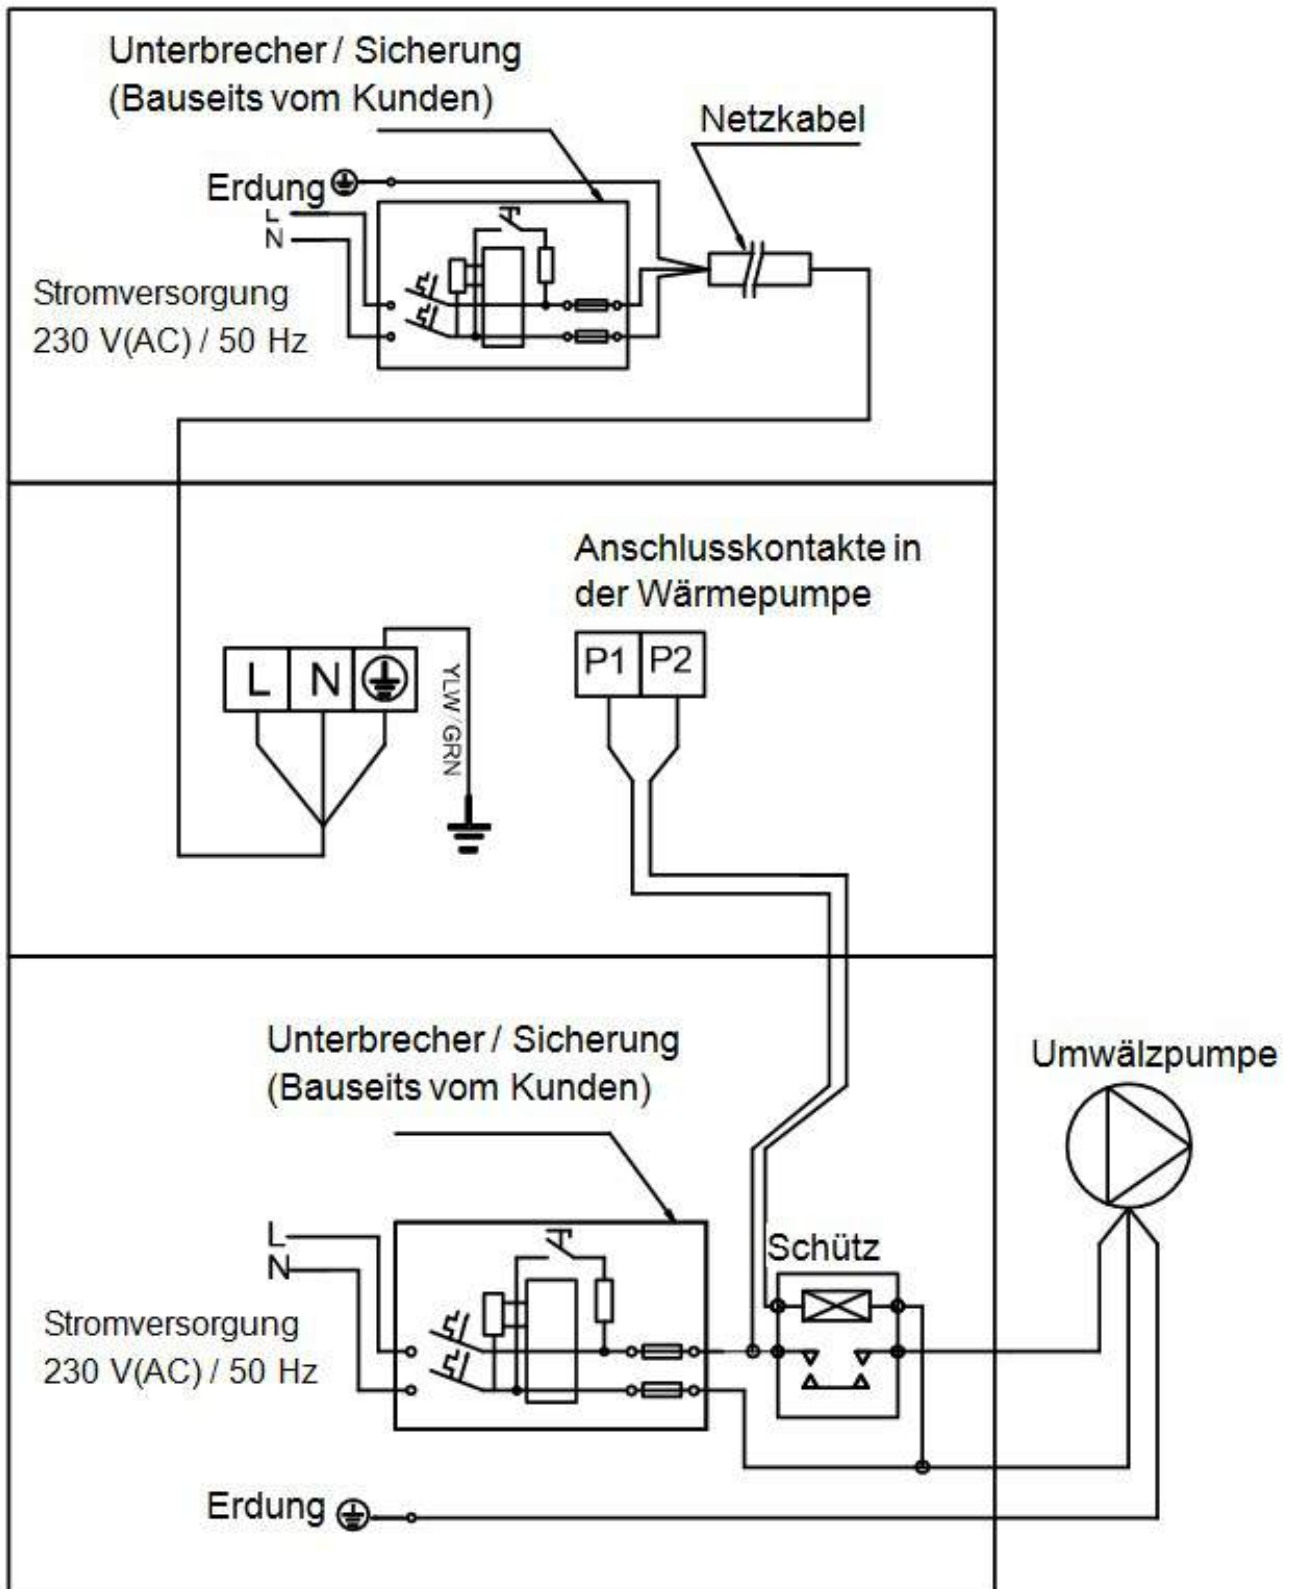 Unterbrecher / Sicherung
(Bauseits vom Kunden)
Netzkabel
Erdung
L
N
Stromversorgung
230 V(AC) / 50 Hz
Anschlusskontakte in
der Wärmepumpe
L N
P1 P2
YLW/GRN
Unterbrecher / Sicherung
(Bauseits vom Kunden)
Umwälzpumpe
L
N
Schütz
Stromversorgung
230 V(AC) / 50 Hz
Erdung